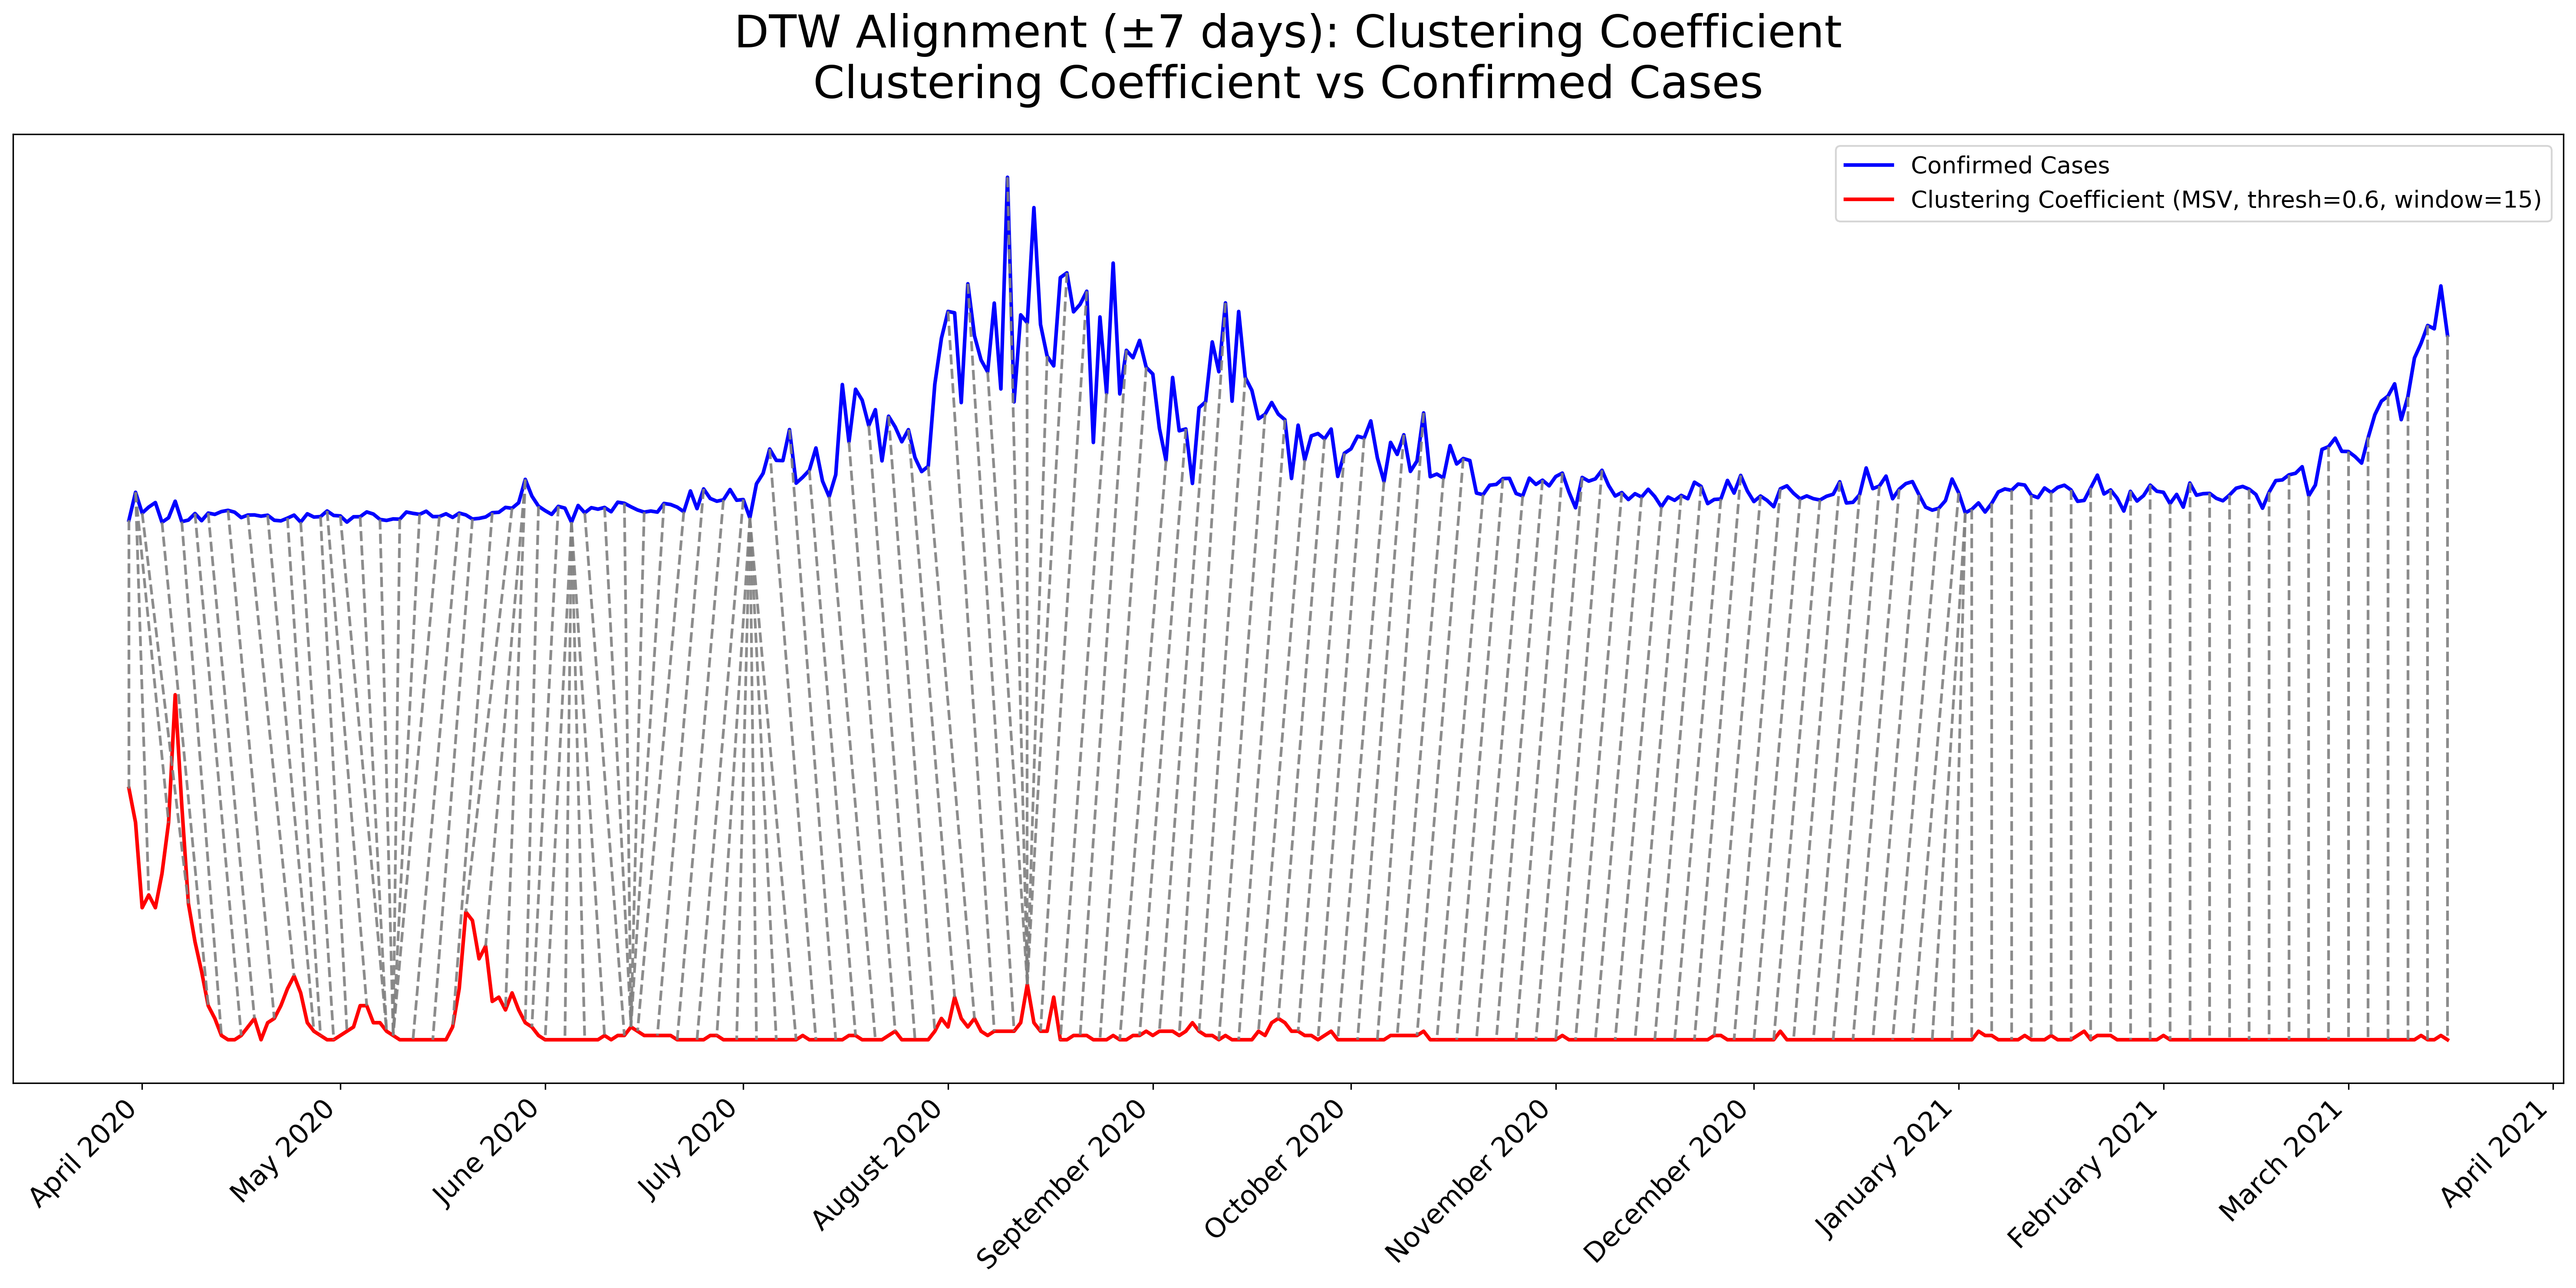 DTW Alignment (±7 days): Clustering Coefficient
Clustering Coefficient vs Confirmed Cases
Confirmed Cases
Clustering Coefficient (MSV, thresh=0.6, window=15)
April 2020
May 2020
June 2020
July 2020
August 2020
September 2020
October 2020
November 2020
December 2020
January 2021
February 2021
March 2021
April 2021